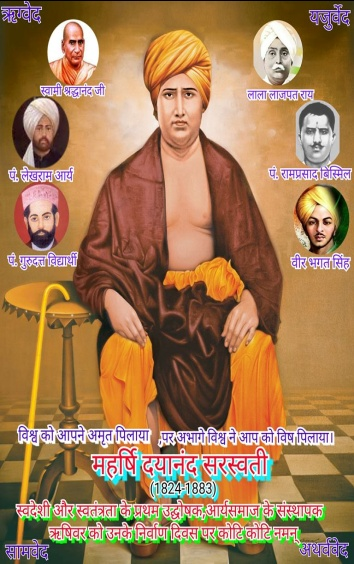 ऋग्वेद
यजुर्वेद
स्वामी श्रद्धानंद जी
लाला लाजपत राय
पं. लेखराम आर्य
पं. रामप्रसाद बिस्मिल
पं. गुरुदत्त विद्यार्थी
वीर भगत सिंह
विश्व को आपने अमृत पिलाया ,पर अभागे विश्व ने आप को विष पिलाया।
महर्षि दयानंद सरस्वती
(1824-1883)
स्वदेशी और स्वतंत्रता के प्रथम उद्घोषक,आर्यसमाज के संस्थापक
ऋषिवर को उनके निर्वाण दिवस पर कोटि कोटि नमन्
सामवेद
अथर्ववेद